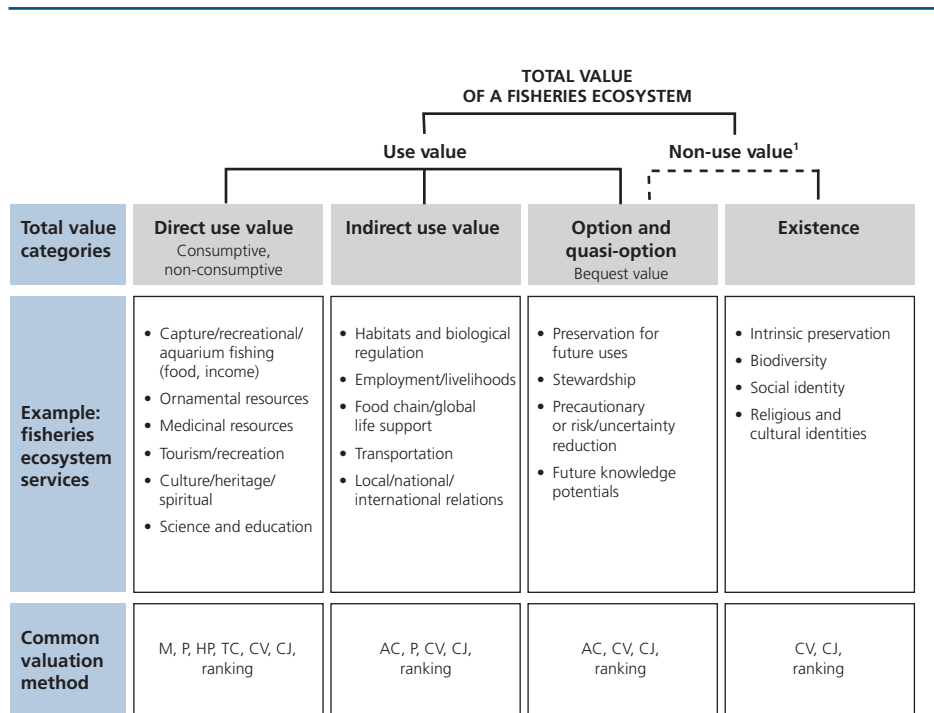 TOTAL VALUE
OF A FISHERIES ECOSYSTEM
Use value
Non-use value¹
Total value
categories
Direct use value
Consumptive,
non-consumptive
Indirect use value
Option and
quasi-option
Bequest value
Existence
Example:
fisheries
ecosystem
services
• Capture/recreational/
aquarium fishing
(food, income)
• Ornamental resources
• Medicinal resources
• Tourism/recreation
• Culture/heritage/
spiritual
• Science and education
• Habitats and biological
regulation
• Employment/livelihoods
• Food chain/global
life support
• Transportation
• Local/national/
international relations
• Preservation for
future uses
• Stewardship
• Precautionary
or risk/uncertainty
reduction
• Future knowledge
potentials
• Intrinsic preservation
• Biodiversity
• Social identity
• Religious and
cultural identities
Common
valuation
method
M, P, HP, TC, CV, CJ,
ranking
AC, P, CV, CJ,
ranking
AC, CV, CJ,
ranking
CV, CJ,
ranking